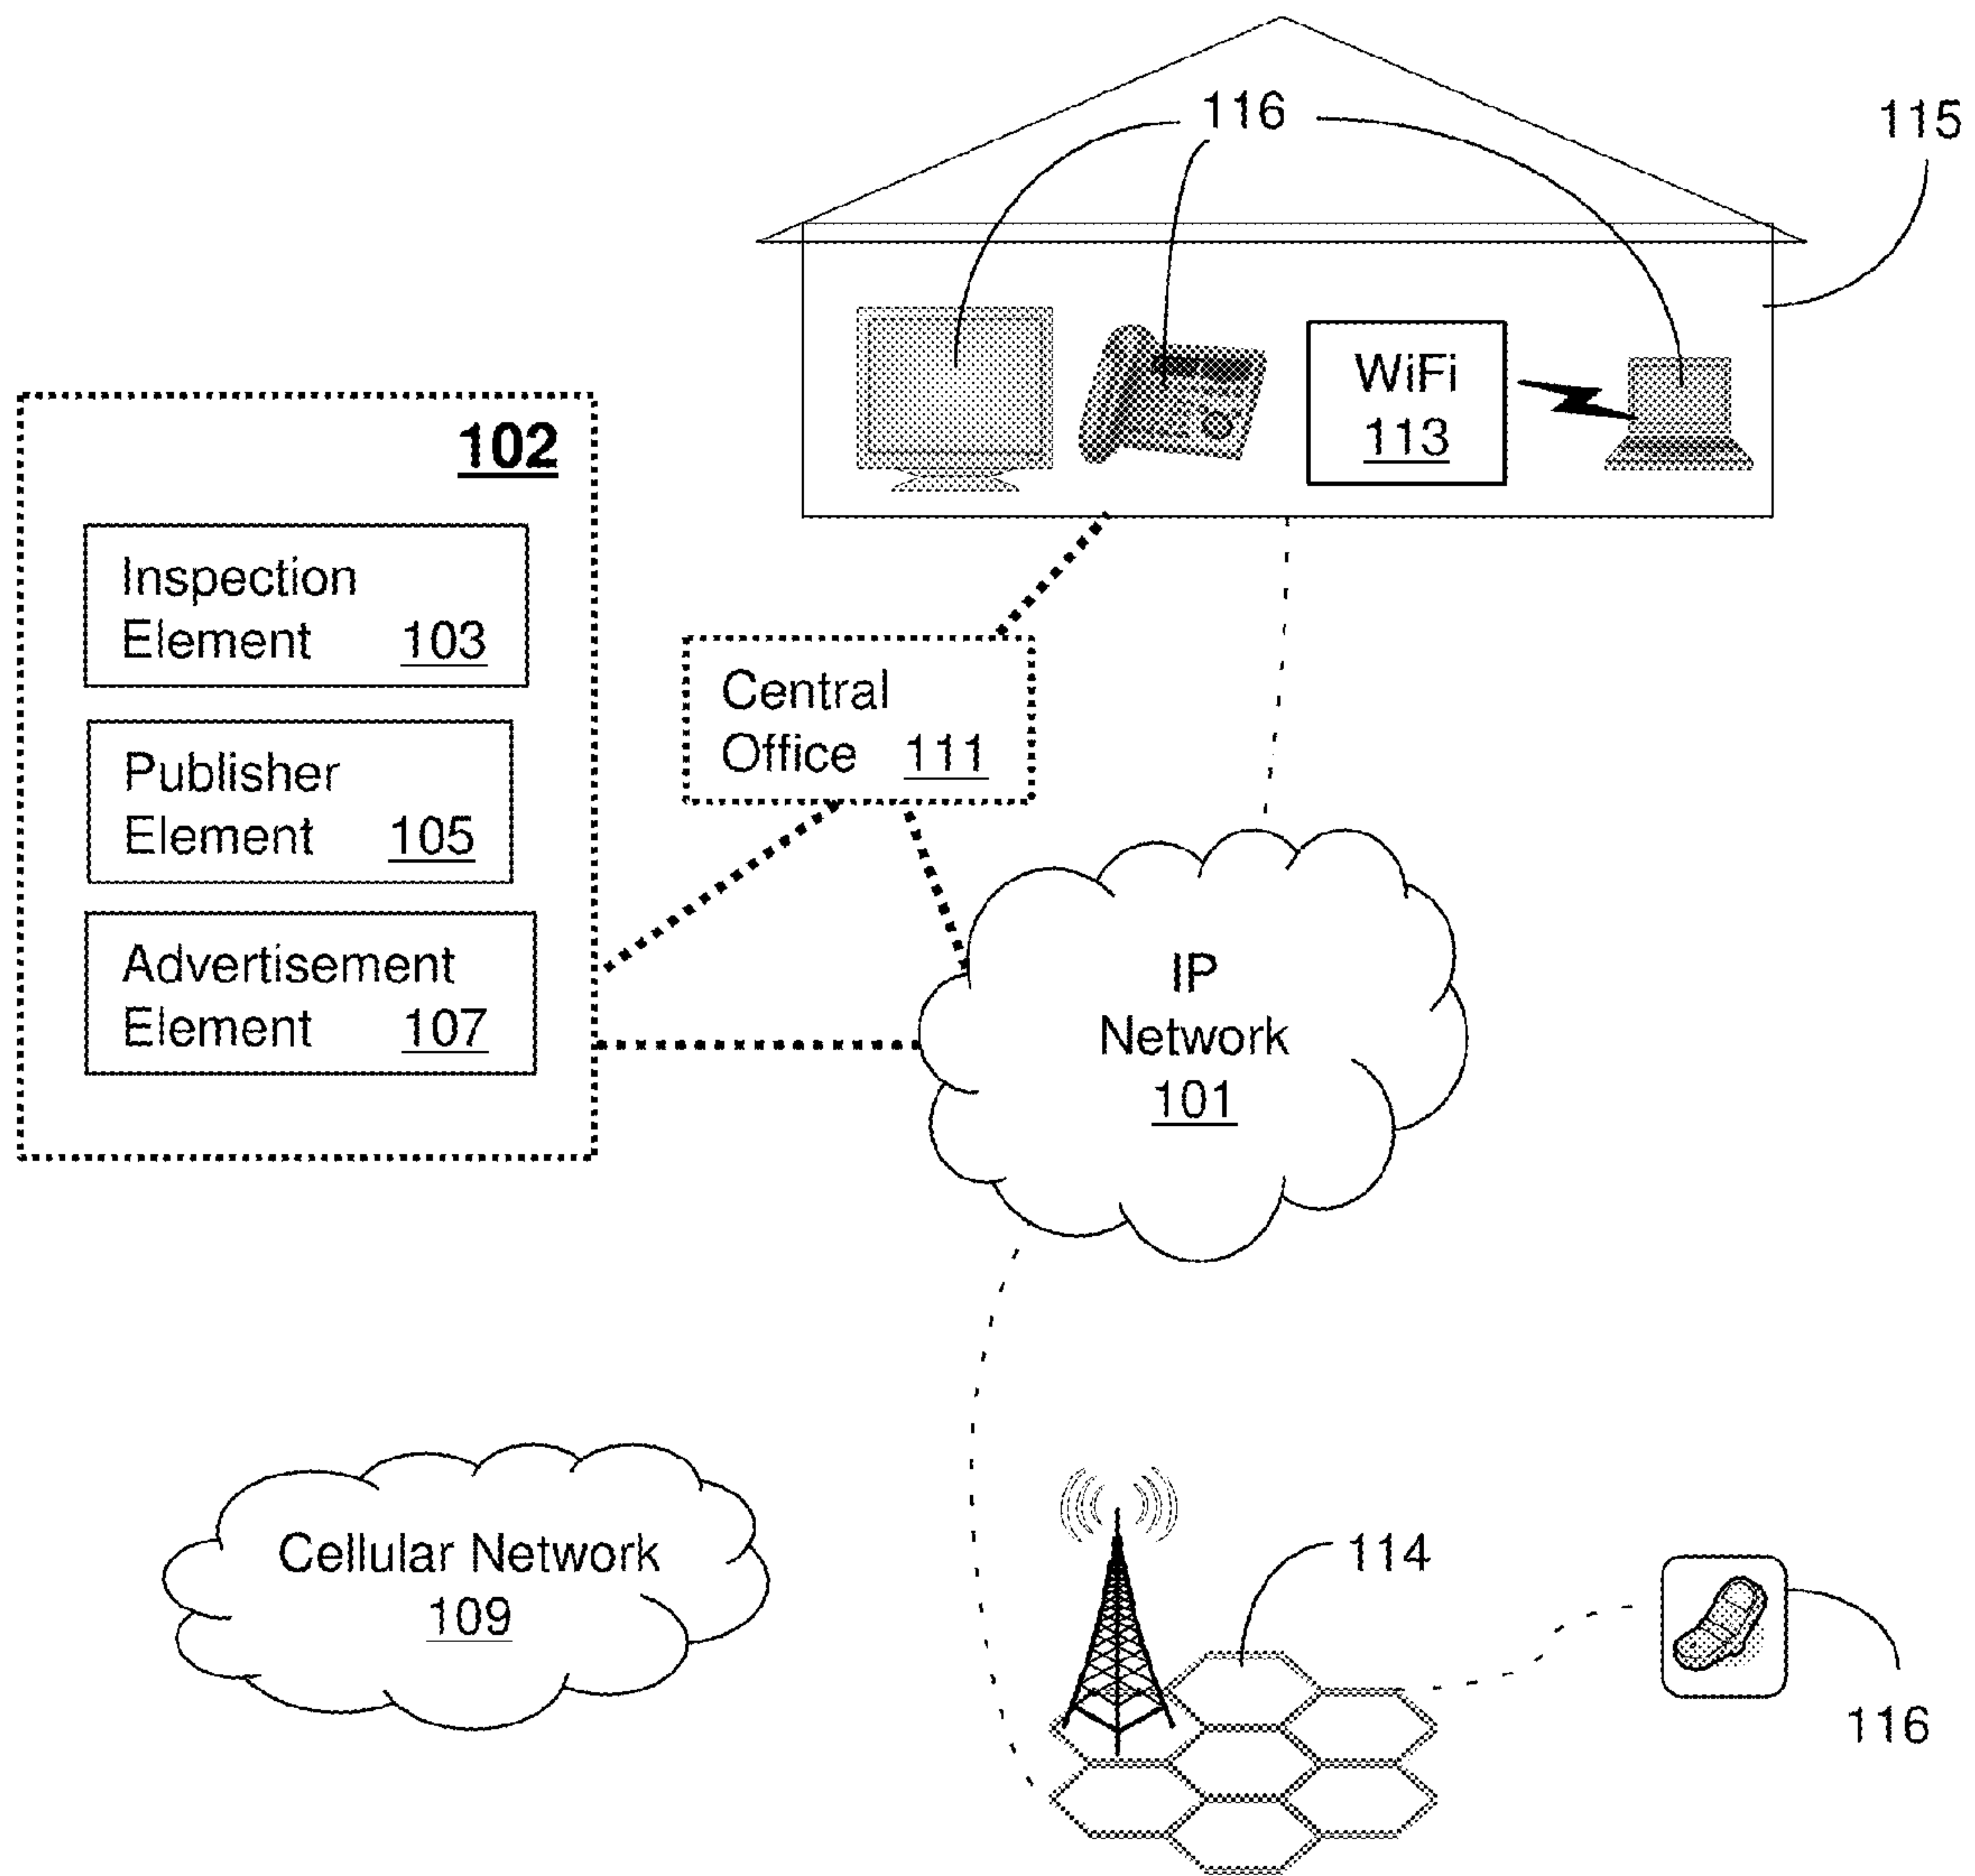 116
115
WiFi
113
102
Inspection
Element 103
Publisher
Element 105
Advertisement
Element 107
Central
Office 111
IP
Network
101
Cellular Network
109
114
116